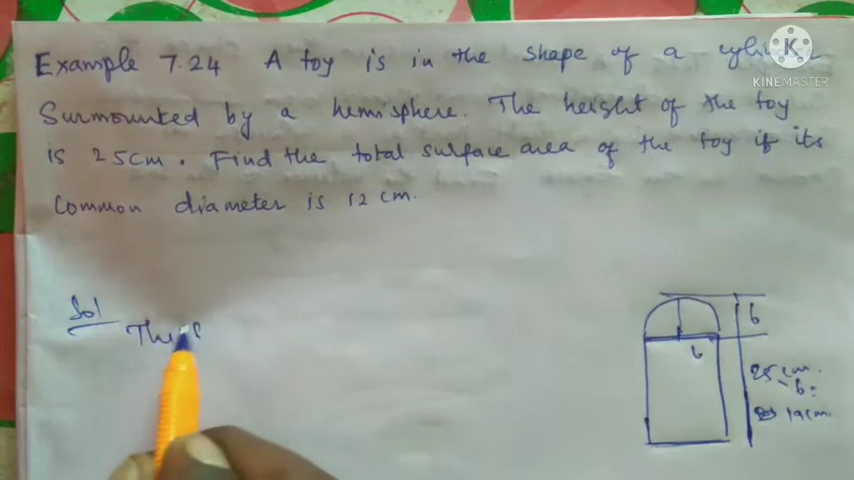 Example 7.24 A toy is in the shape of a
Surmounted by a hemisphere. The height of the toy
is 25cm. Find the total surface area of the toy if its
Common diameter is 12 cm.
K
KINEMASTER
Sol
6
6
25 cm.
- 6 =
19cm.